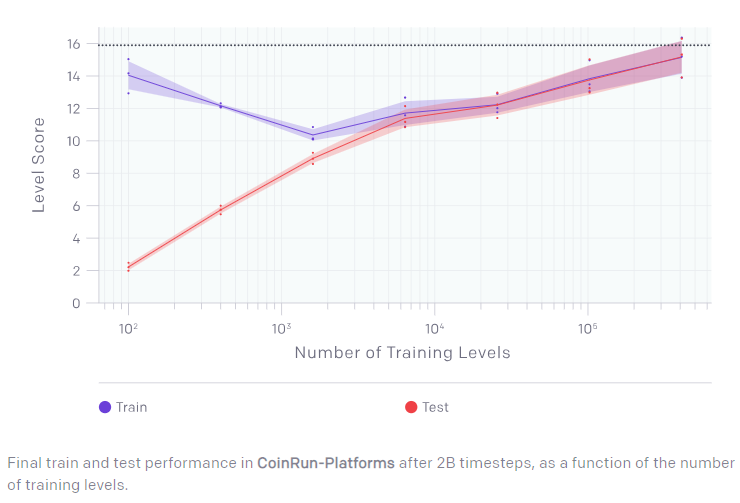 16
14
12
10
8
6
4
2
0
Level Score
10² 10³ 10⁴ 10⁵
Number of Training Levels
Train Test
Final train and test performance in CoinRun-Platforms after 2B timesteps, as a function of the number
of training levels.